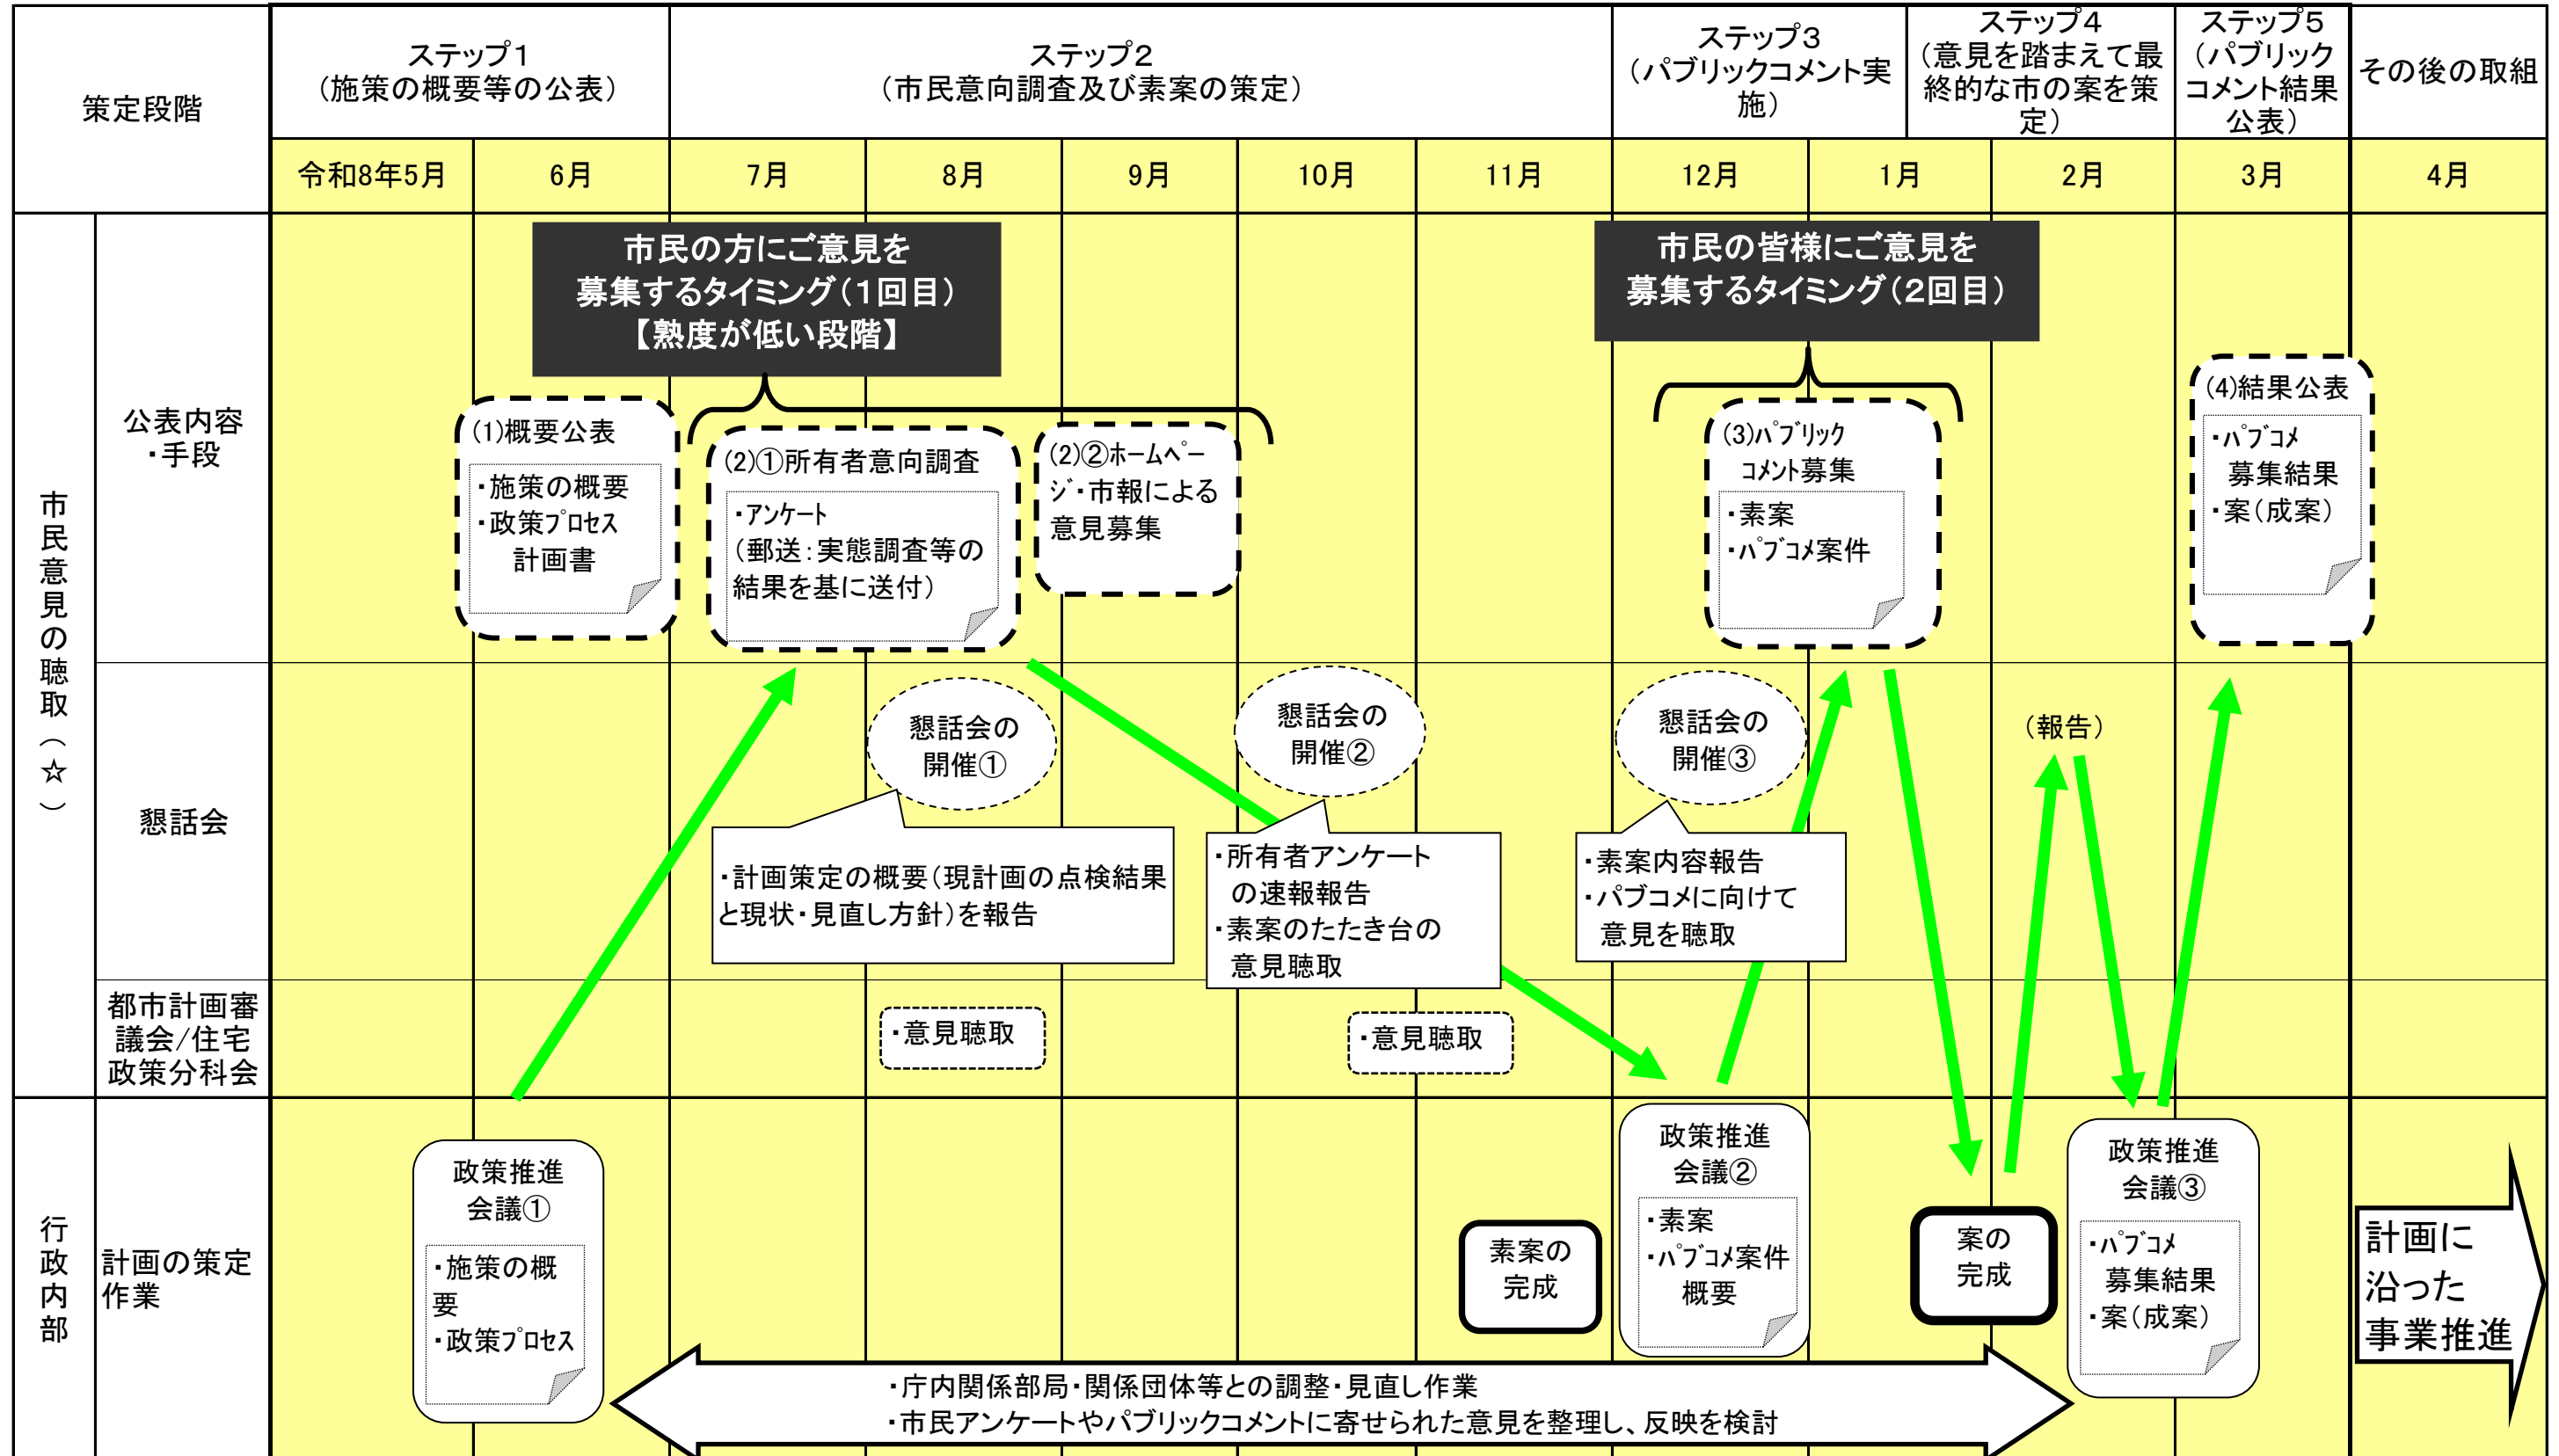 策定段階
ステップ1
（施策の概要等の公表）
ステップ2
（市民意向調査及び素案の策定）
ステップ3
（パブリックコメント実
施）
ステップ4
（意見を踏まえて最
終的な市の案を策
定）
ステップ5
（パブリック
コメント結果
公表）
その後の取組
令和8年5月
6月
7月
8月
9月
10月
11月
12月
1月
2月
3月
4月
市民意見の聴取（☆）
公表内容
・手段
市民の方にご意見を
募集するタイミング（1回目）
【熟度が低い段階】
市民の皆様にご意見を
募集するタイミング（2回目）
(1)概要公表
・施策の概要
・政策ﾌﾟﾛｾｽ
計画書
(2)①所有者意向調査
・ｱﾝｹｰﾄ
（郵送：実態調査等の
結果を基に送付）
(2)②ﾎｰﾑﾍﾟｰ
ｼﾞ・市報による
意見募集
(3)ﾊﾟﾌﾞﾘｯｸ
ｺﾒﾝﾄ募集
・素案
・ﾊﾟﾌﾞｺﾒ案件
(4)結果公表
・ﾊﾟﾌﾞｺﾒ
募集結果
・案（成案）
懇話会
懇話会の
開催①
・計画策定の概要（現計画の点検結果
と現状・見直し方針）を報告
懇話会の
開催②
・所有者アンケート
の速報報告
・素案のたたき台の
意見聴取
懇話会の
開催③
・素案内容報告
・パブコメに向けて
意見を聴取
（報告）
都市計画審
議会/住宅
政策分科会
・意見聴取
・意見聴取
行政内部
計画の策定
作業
政策推進
会議①
・施策の概
要
・政策ﾌﾟﾛｾｽ
素案の
完成
政策推進
会議②
・素案
・ﾊﾟﾌﾞｺﾒ案件
概要
案の
完成
政策推進
会議③
・ﾊﾟﾌﾞｺﾒ
募集結果
・案（成案）
計画に
沿った
事業推進
・庁内関係部局・関係団体等との調整・見直し作業
・市民アンケートやパブリックコメントに寄せられた意見を整理し、反映を検討